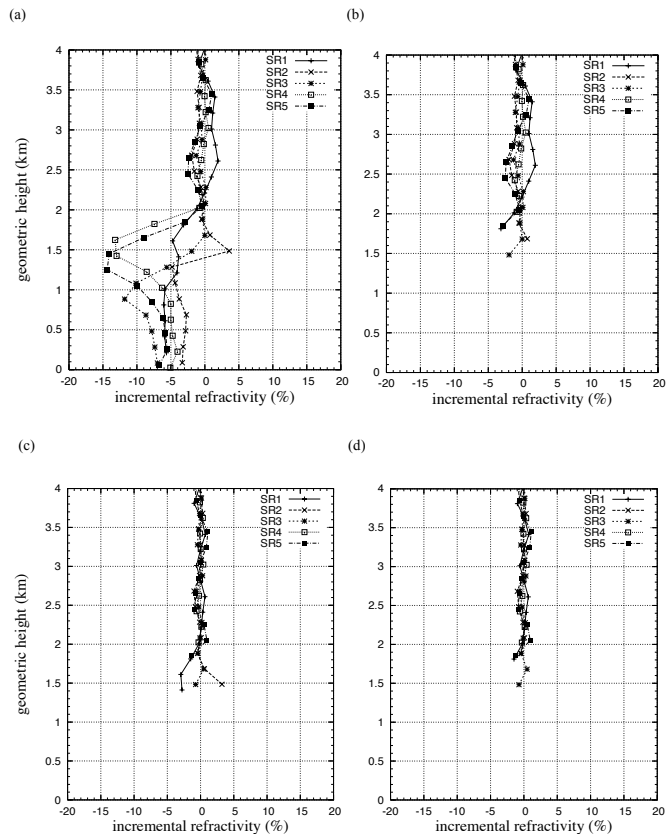 (a)
SR1
SR2
SR3
SR4
SR5
4
3.5
3
2.5
2
1.5
1
0.5
0
geometric height (km)
-20 -15 -10 -5 0 5 10 15 20
incremental refractivity (%)
(b)
SR1
SR2
SR3
SR4
SR5
4
3.5
3
2.5
2
1.5
1
0.5
0
-20 -15 -10 -5 0 5 10 15 20
incremental refractivity (%)
(c)
SR1
SR2
SR3
SR4
SR5
4
3.5
3
2.5
2
1.5
1
0.5
0
geometric height (km)
-20 -15 -10 -5 0 5 10 15 20
incremental refractivity (%)
(d)
SR1
SR2
SR3
SR4
SR5
4
3.5
3
2.5
2
1.5
1
0.5
0
-20 -15 -10 -5 0 5 10 15 20
incremental refractivity (%)